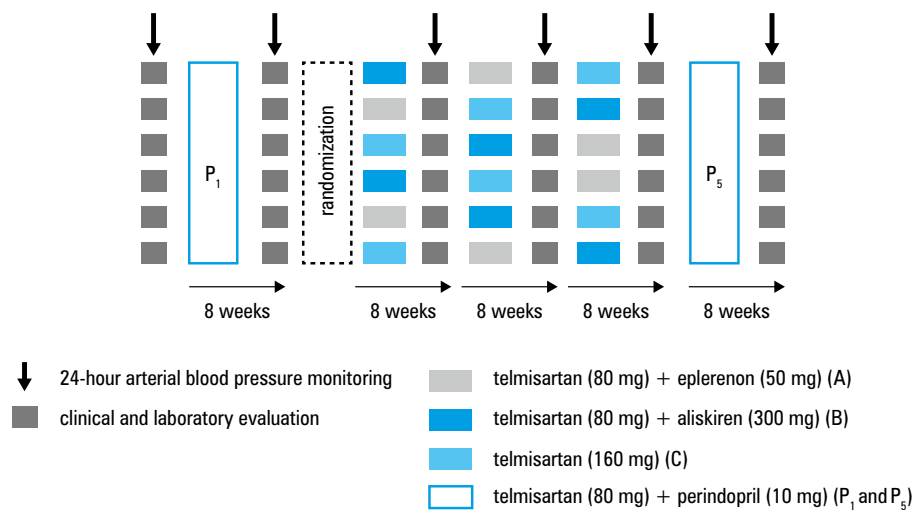 P1
randomization
P5
8 weeks
8 weeks
8 weeks
8 weeks
8 weeks
24-hour arterial blood pressure monitoring
clinical and laboratory evaluation
telmisartan (80 mg) + eplerenon (50 mg) (A)
telmisartan (80 mg) + aliskiren (300 mg) (B)
telmisartan (160 mg) (C)
telmisartan (80 mg) + perindopril (10 mg) (P1 and P5)